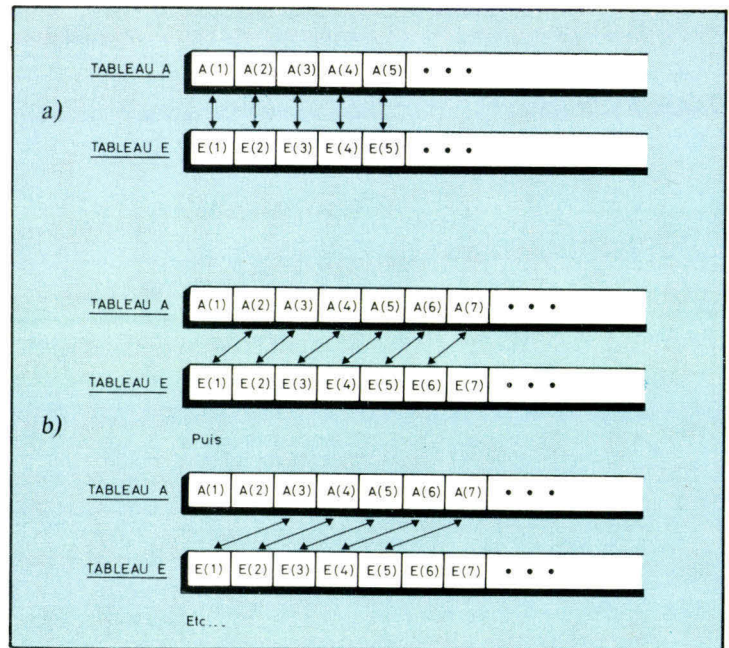 a)
TABLEAU A A(1) A(2) A(3) A(4) A(5) • • •
TABLEAU E E(1) E(2) E(3) E(4) E(5) • • •
b)
TABLEAU A A(1) A(2) A(3) A(4) A(5) A(6) A(7) • • •
TABLEAU E E(1) E(2) E(3) E(4) E(5) E(6) E(7) • • •
Puis
TABLEAU A A(1) A(2) A(3) A(4) A(5) A(6) A(7) • • •
TABLEAU E E(1) E(2) E(3) E(4) E(5) E(6) E(7) • • •
Etc...